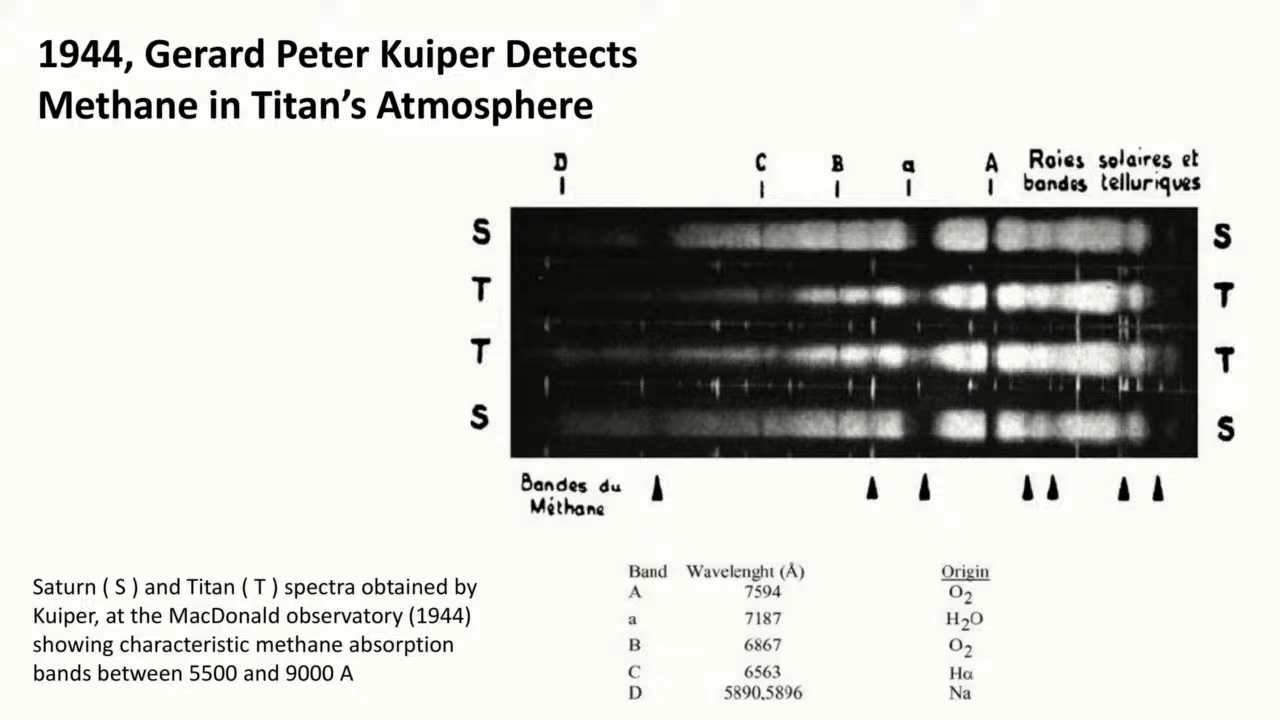 1944, Gerard Peter Kuiper Detects
Methane in Titan's Atmosphere
D C B a A Raies solaires et
bandes telluriques
S S
T T
T T
S S
Bandes du
Méthane
Saturn ( S ) and Titan ( T ) spectra obtained by
Kuiper, at the MacDonald observatory (1944)
showing characteristic methane absorption
bands between 5500 and 9000 A
Band Wavelenght (Å) Origin
A 7594 O2
a 7187 H2O
B 6867 O2
C 6563 Hα
D 5890,5896 Na